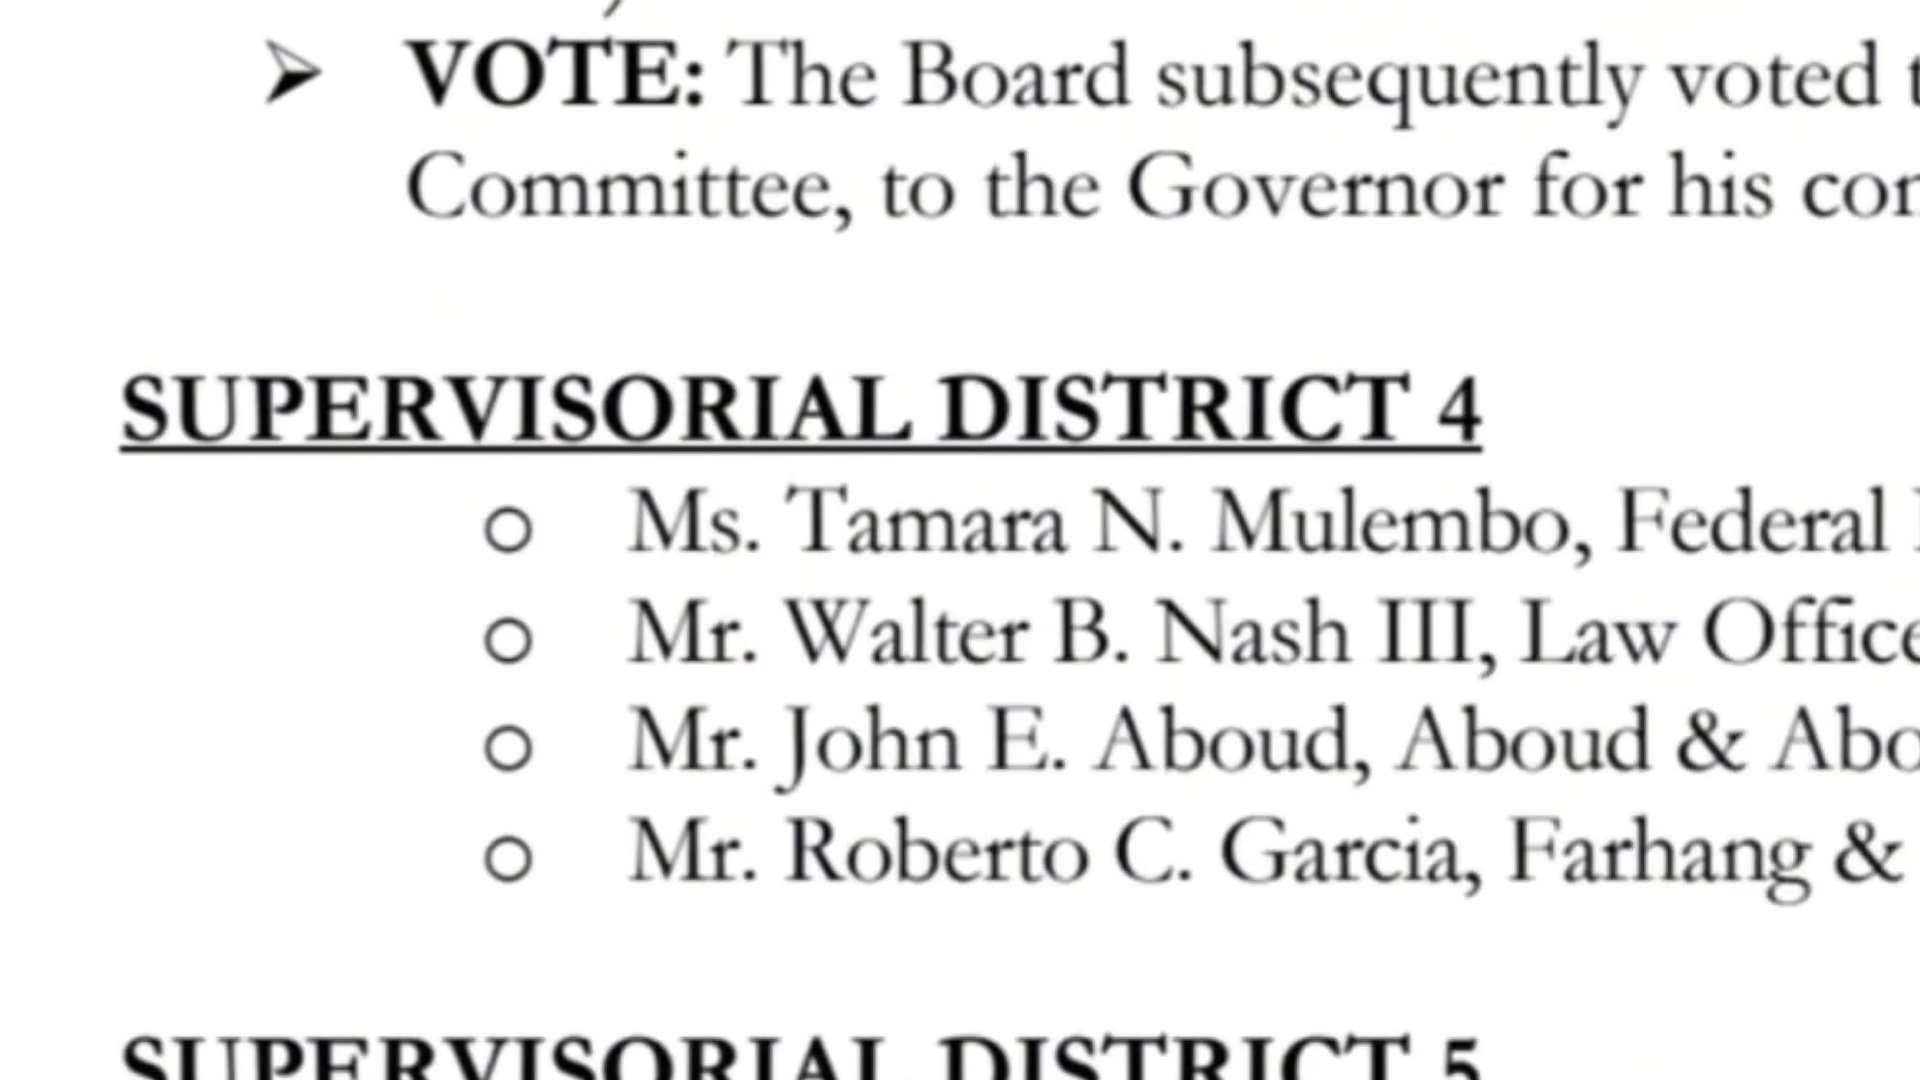 ➢ VOTE: The Board subsequently voted
Committee, to the Governor for his
SUPERVISORIAL DISTRICT 4
o Ms. Tamara N. Mulembo, Federal
o Mr. Walter B. Nash III, Law Office
o Mr. John E. Aboud, Aboud &
o Mr. Roberto C. Garcia, Farhang &
SUPERVISORIAL DISTRICT 5